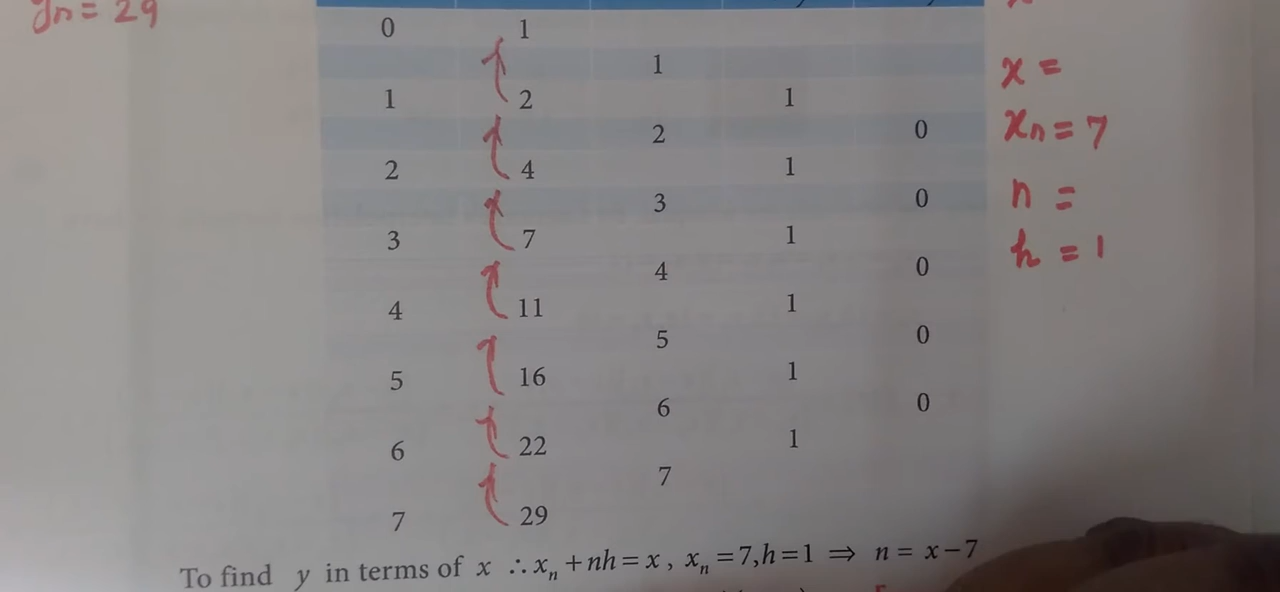 yn = 29
0 1
1
x =
1 2 1
2 0
xn = 7
2 4 1
3 0
n =
3 7 1
h = 1
4 0
4 11 1
5 0
5 16 1
6 0
6 22 1
7
7 29
To find y in terms of x ∴ xn + nh = x , xn = 7, h = 1 ⇒ n = x − 7